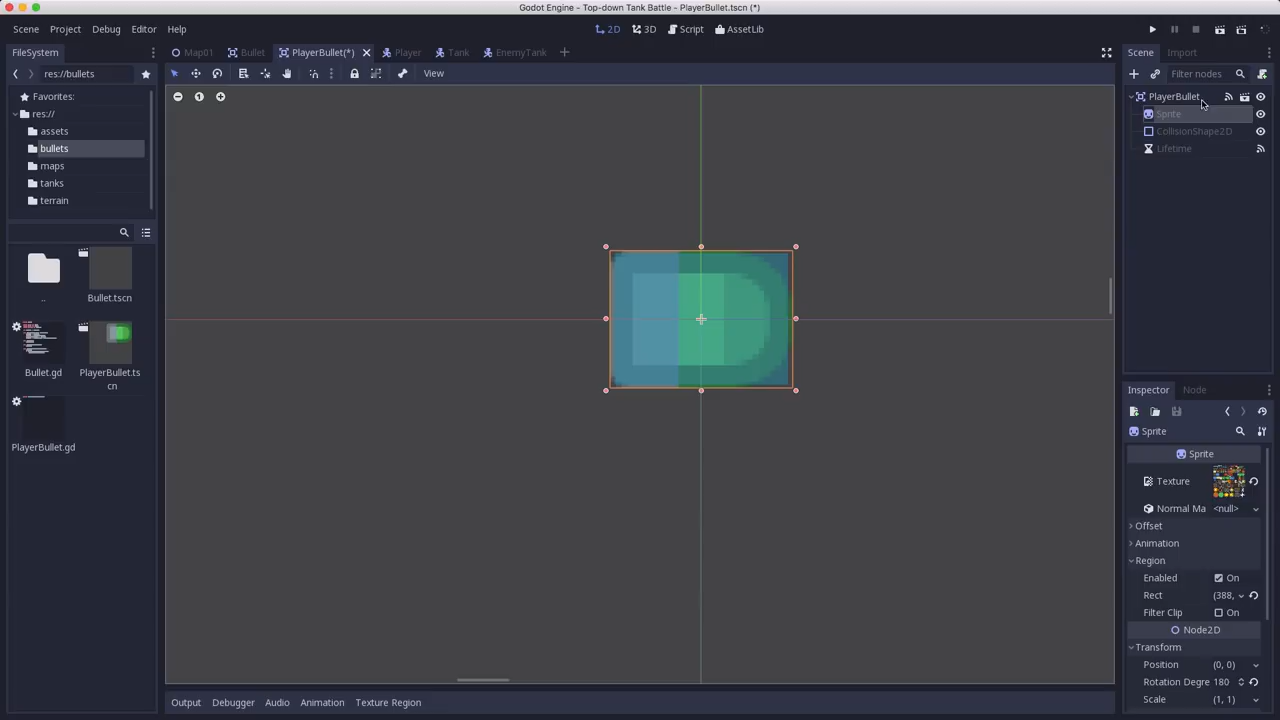 Godot Engine - Top-down Tank Battle - PlayerBullet.tscn (*)
Scene Project Debug Editor Help
2D 3D Script AssetLib
FileSystem
Map01 Bullet PlayerBullet(*) Player Tank EnemyTank
Scene Import
res://bullets
View
Filter nodes
Favorites:
res://
assets
bullets
maps
tanks
terrain
PlayerBullet
Sprite
CollisionShape2D
Lifetime
..
Bullet.tscn
Bullet.gd
PlayerBullet.ts
cn
PlayerBullet.gd
Inspector Node
Sprite
Sprite
Texture
Normal Ma <null>
Offset
Animation
Region
Enabled On
Rect (388,
Filter Clip On
Node2D
Transform
Position (0, 0)
Rotation Degre 180
Scale (1, 1)
Output Debugger Audio Animation Texture Region